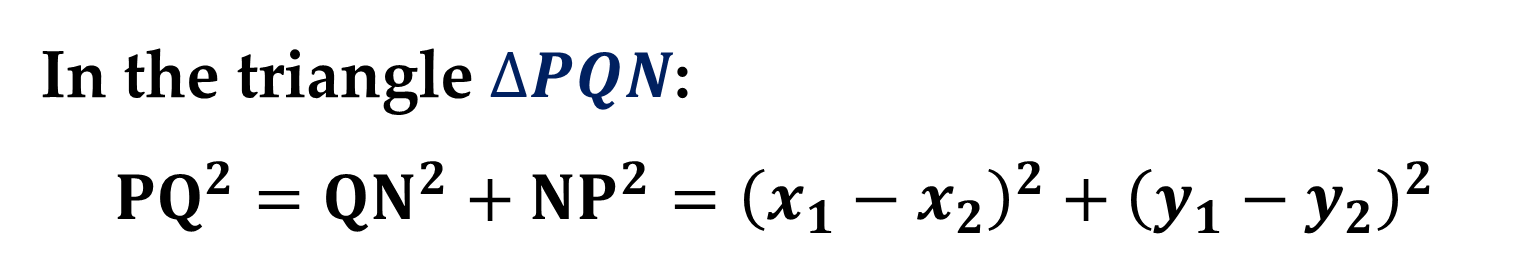 In the triangle Δ𝑷𝑸𝑵:
PQ² = QN² + NP² = (x₁ − x₂)² + (y₁ − y₂)²